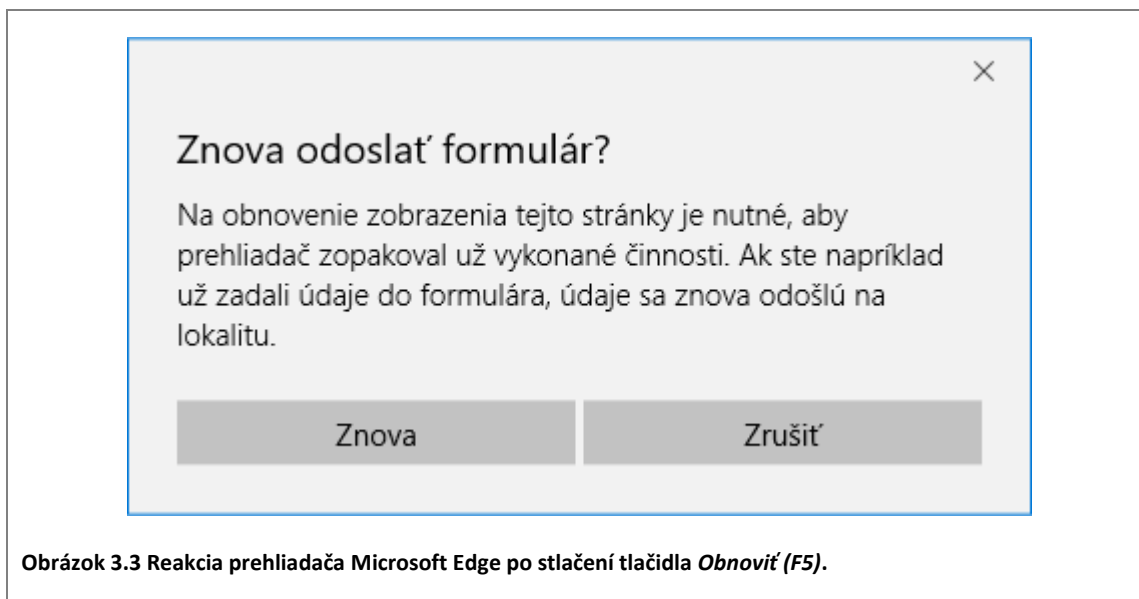 Znova odoslať formulár?
Na obnovenie zobrazenia tejto stránky je nutné, aby
prehliadač zopakoval už vykonané činnosti. Ak ste napríklad
už zadali údaje do formulára, údaje sa znova odošlú na
lokalitu.
Znova
Zrušiť
Obrázok 3.3 Reakcia prehliadača Microsoft Edge po stlačení tlačidla Obnoviť (F5).